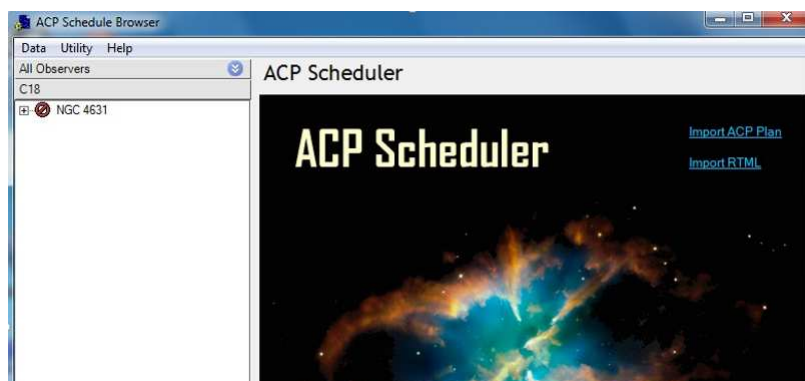 ACP Schedule Browser
Data Utility Help
All Observers
C18
NGC 4631
ACP Scheduler
ACP Scheduler
Import ACP Plan
Import RTML